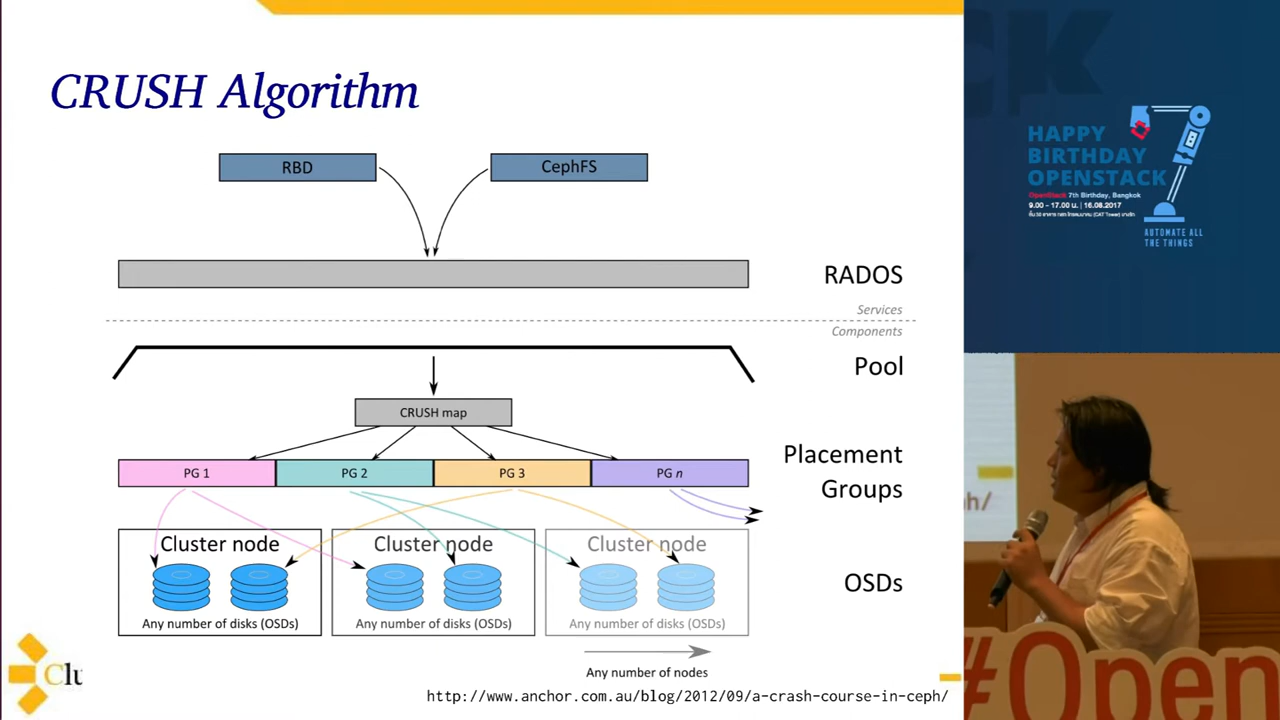 CRUSH Algorithm
RBD
CephFS
RADOS
Services
Components
Pool
CRUSH map
Placement
Groups
PG 1
PG 2
PG 3
PG n
Cluster node
Cluster node
Cluster node
OSDs
Any number of disks (OSDs)
Any number of disks (OSDs)
Any number of disks (OSDs)
Any number of nodes
Clu
http://www.anchor.com.au/blog/2012/09/a-crash-course-in-ceph/
HAPPY
BIRTHDAY
OPENSTACK
7
OpenStack 7th Birthday, Bangkok
9.00 - 17.00 น. | 16.08.2017
AUTOMATE ALL
THE THINGS
CK
h/
#Open